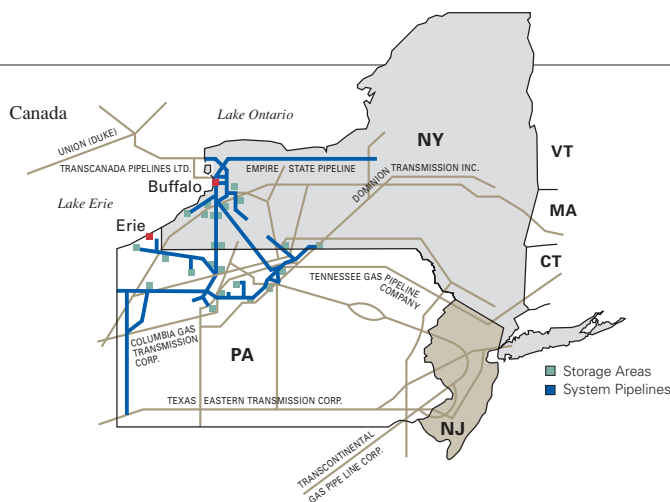 Canada
Lake Ontario
NY
VT
UNION (DUKE)
TRANSCANADA PIPELINES LTD.
EMPIRE STATE PIPELINE
DOMINION TRANSMISSION INC.
Buffalo
Lake Erie
MA
Erie
CT
TENNESSEE GAS PIPELINE
COMPANY
COLUMBIA GAS
TRANSMISSION
CORP.
PA
Storage Areas
System Pipelines
TEXAS EASTERN TRANSMISSION CORP.
NJ
TRANSCONTINENTAL
GAS PIPE LINE CORP.